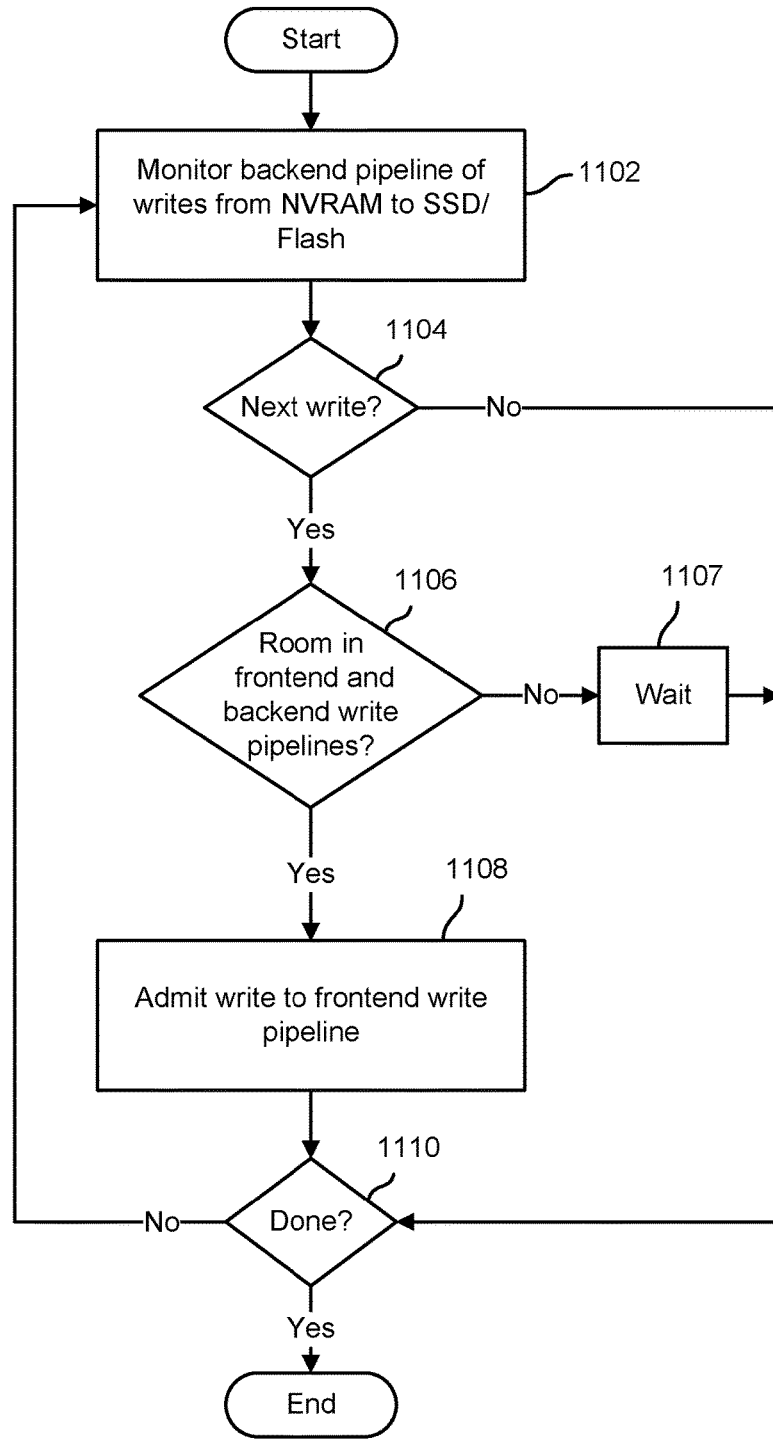 Start
Monitor backend pipeline of
writes from NVRAM to SSD/
Flash
1102
1104
Next write?
No
Yes
1106
1107
Room in
frontend and
backend write
pipelines?
No
Wait
Yes
1108
Admit write to frontend write
pipeline
1110
No
Done?
Yes
End